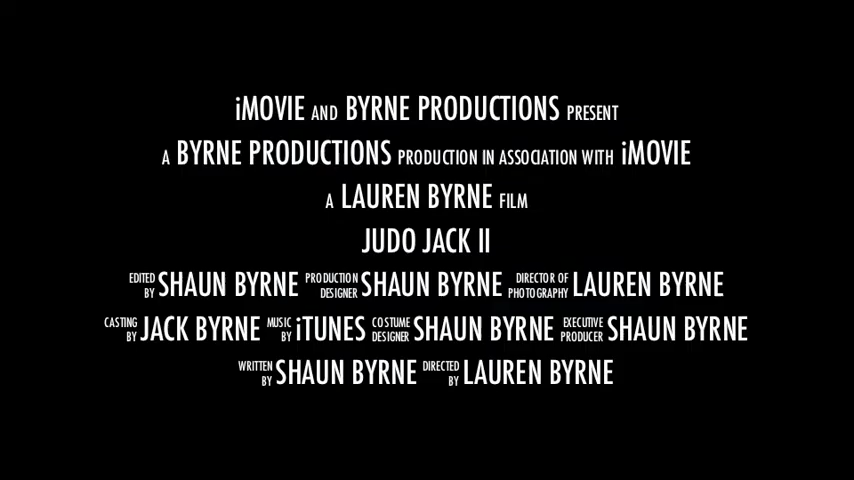 iMOVIE AND BYRNE PRODUCTIONS PRESENT
A BYRNE PRODUCTIONS PRODUCTION IN ASSOCIATION WITH iMOVIE
A LAUREN BYRNE FILM
JUDO JACK II
EDITED BY SHAUN BYRNE PRODUCTION DESIGNER SHAUN BYRNE DIRECTOR OF PHOTOGRAPHY LAUREN BYRNE
CASTING BY JACK BYRNE MUSIC BY iTUNES COSTUME DESIGNER SHAUN BYRNE EXECUTIVE PRODUCER SHAUN BYRNE
WRITTEN BY SHAUN BYRNE DIRECTED BY LAUREN BYRNE